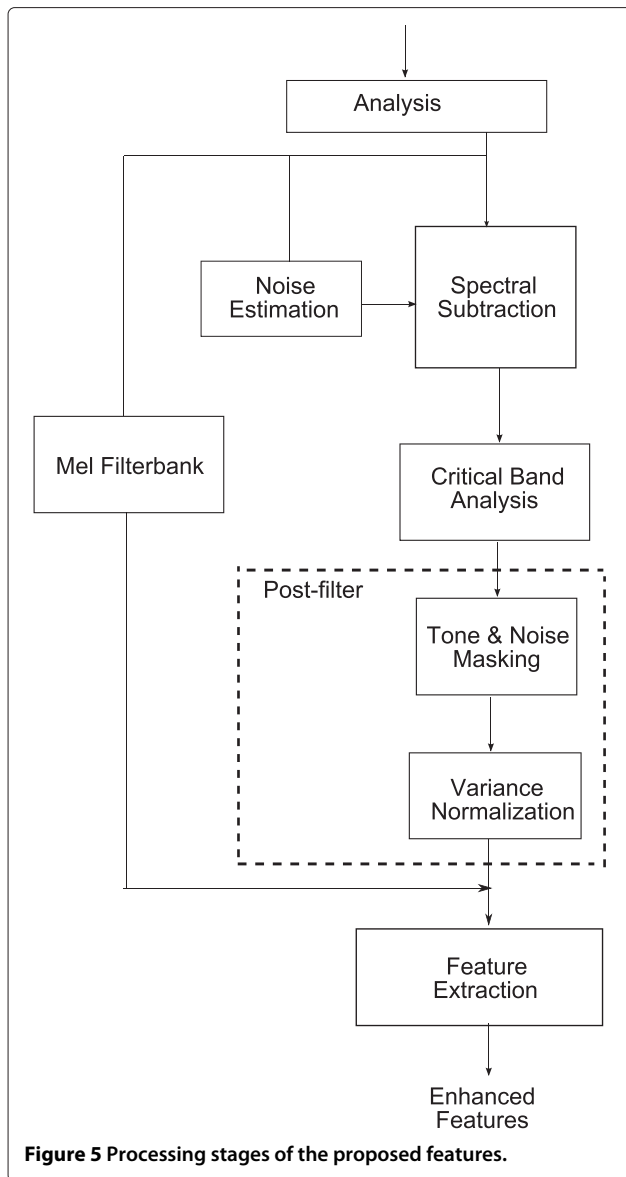 Analysis
Noise
Estimation
Spectral
Subtraction
Mel Filterbank
Critical Band
Analysis
Post-filter
Tone & Noise
Masking
Variance
Normalization
Feature
Extraction
Enhanced
Features
Figure 5 Processing stages of the proposed features.